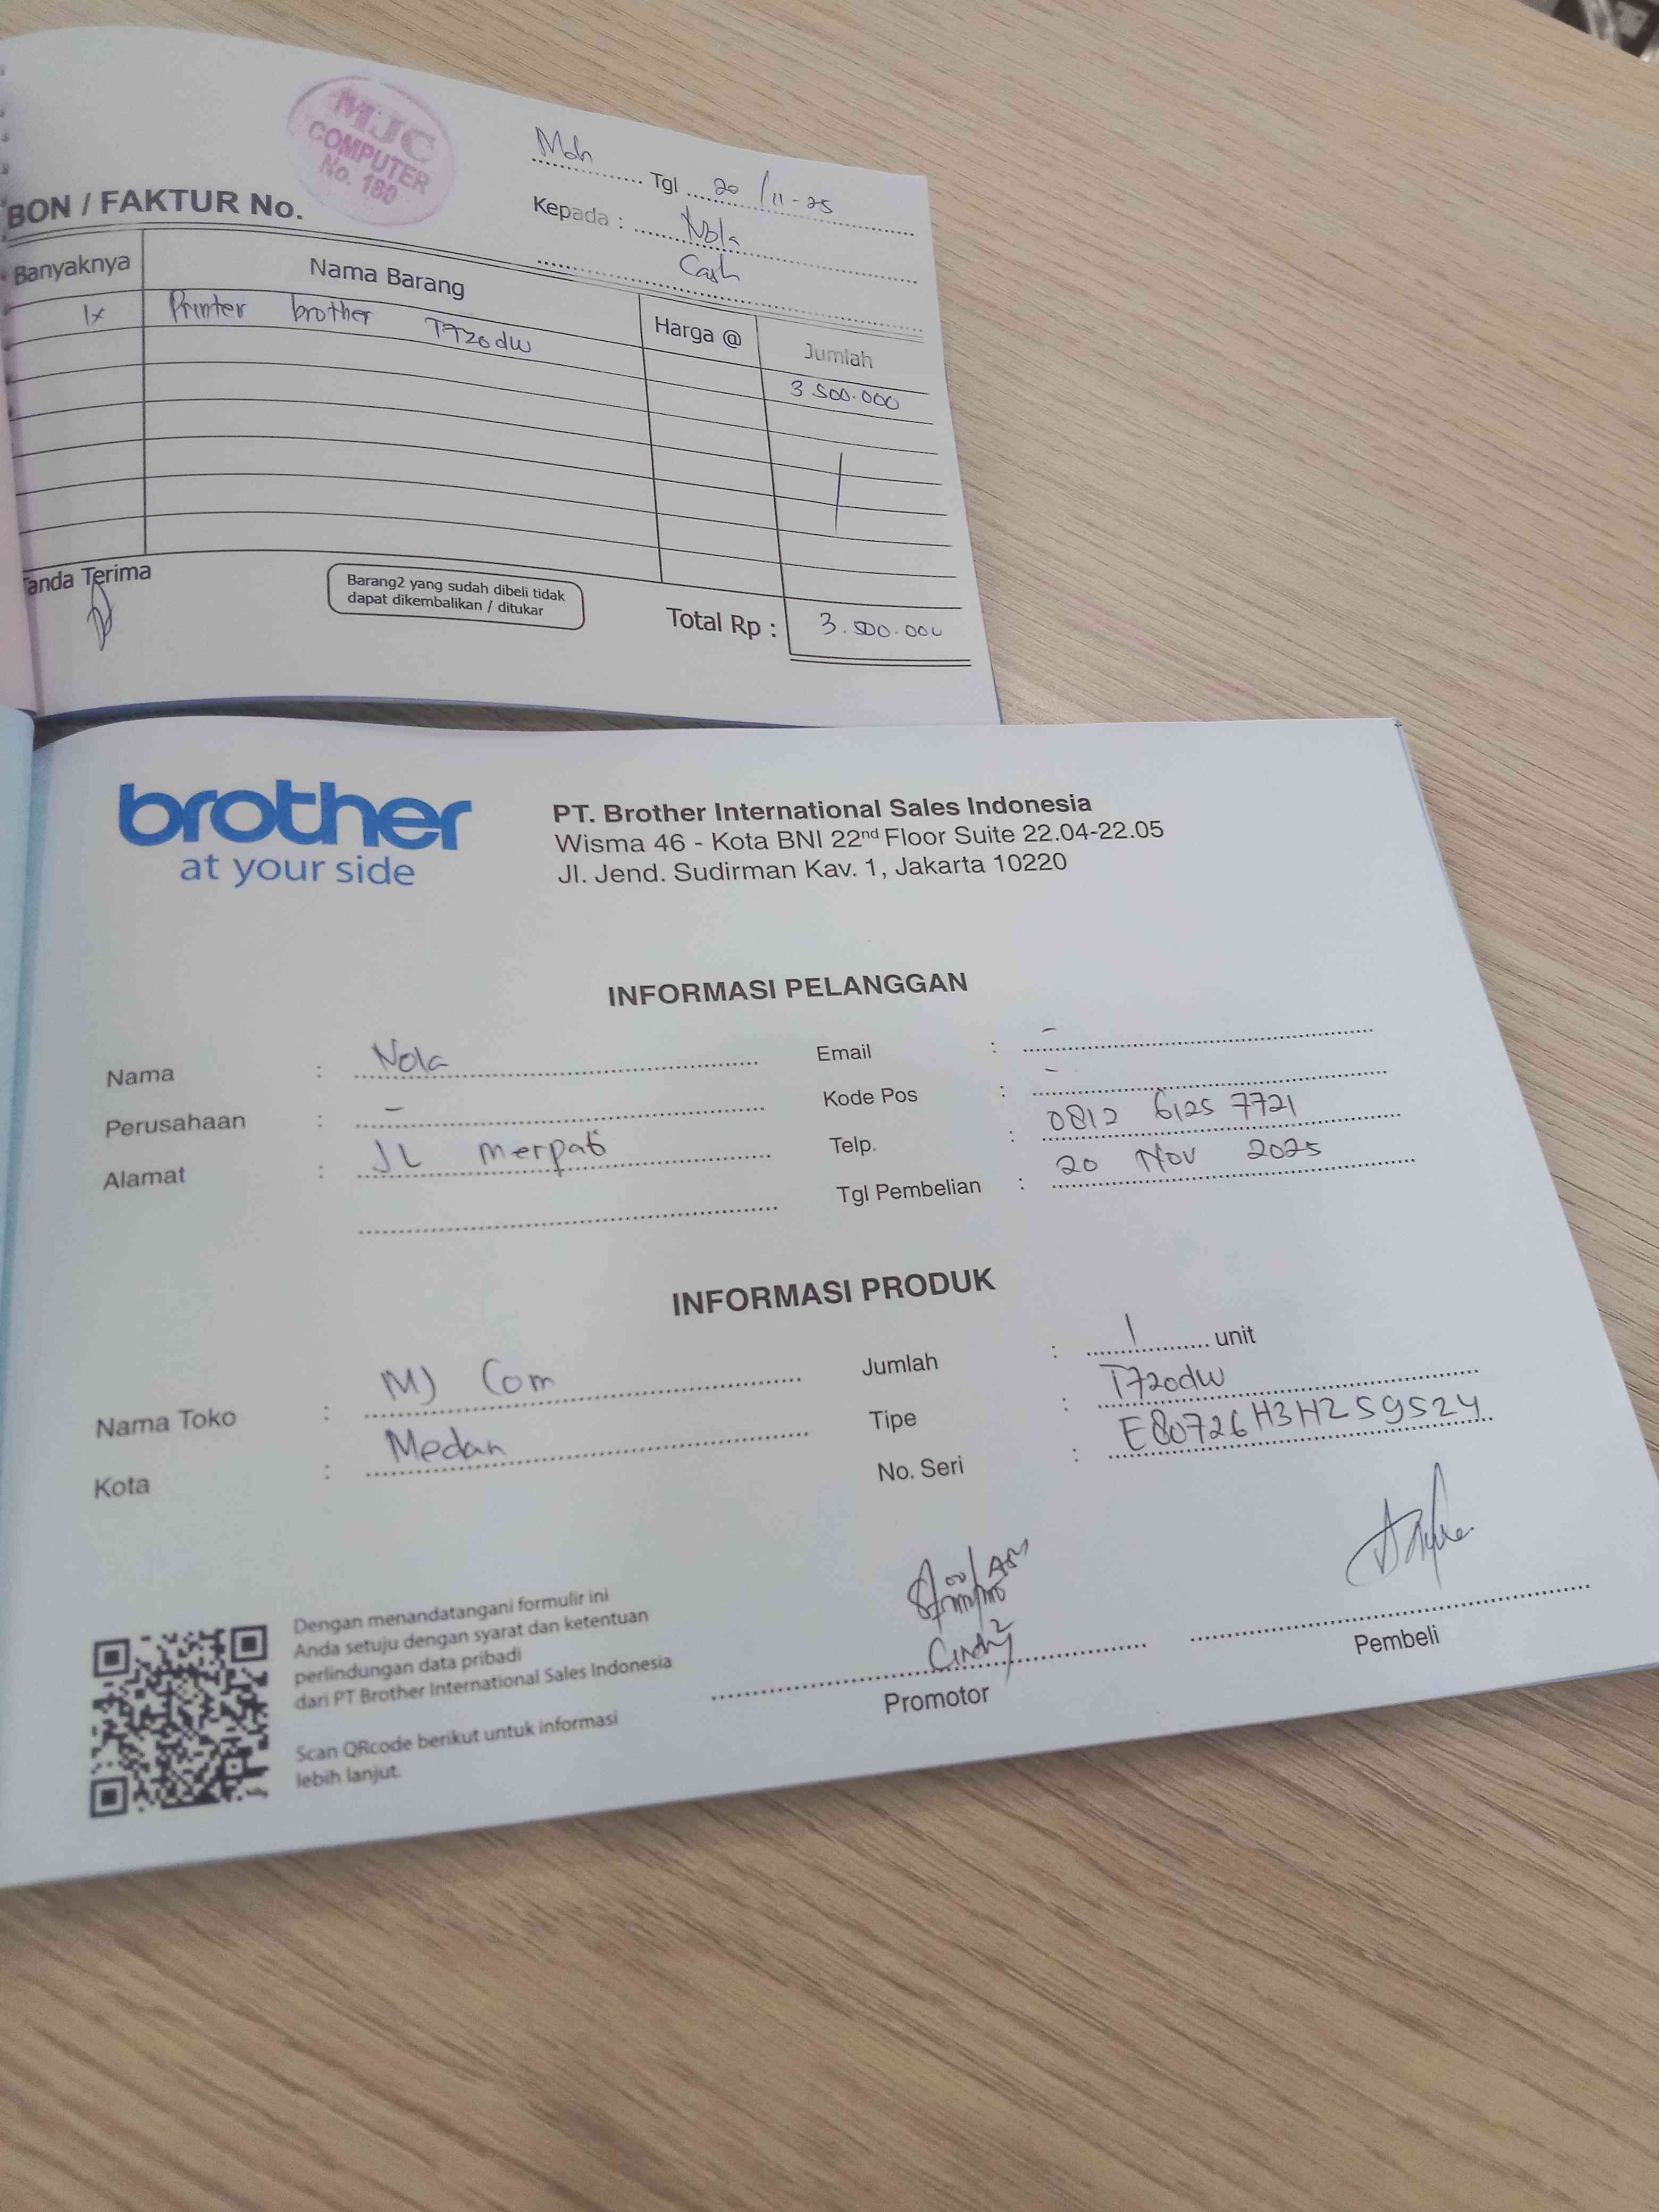 MJC
COMPUTER
No. 180
Mdn Tgl 20/11-25
BON / FAKTUR No.
Kepada : Nola
Cash
Banyaknya Nama Barang Harga @ Jumlah
1x Printer brother T720dw 3.500.000
Tanda Terima
Barang2 yang sudah dibeli tidak
dapat dikembalikan / ditukar
Total Rp : 3.500.000
brother
at your side
PT. Brother International Sales Indonesia
Wisma 46 - Kota BNI 22nd Floor Suite 22.04-22.05
Jl. Jend. Sudirman Kav. 1, Jakarta 10220
INFORMASI PELANGGAN
Nama : Nola
Perusahaan : -
Alamat : JL Merpati
Email : -
Kode Pos : -
Telp. : 0812 6125 7721
Tgl Pembelian : 20 Nov 2025
INFORMASI PRODUK
Nama Toko : MJ Com
Kota : Medan
Jumlah : 1 unit
Tipe : T720dw
No. Seri : E80726H3H259524
Dengan menandatangani formulir ini
Anda setuju dengan syarat dan ketentuan
perlindungan data pribadi
dari PT Brother International Sales Indonesia
Scan QRcode berikut untuk informasi
lebih lanjut.
Cindy
Promotor
Pembeli